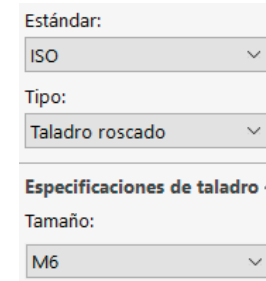 Estándar:
ISO
Tipo:
Taladro roscado
Especificaciones de taladro
Tamaño:
M6